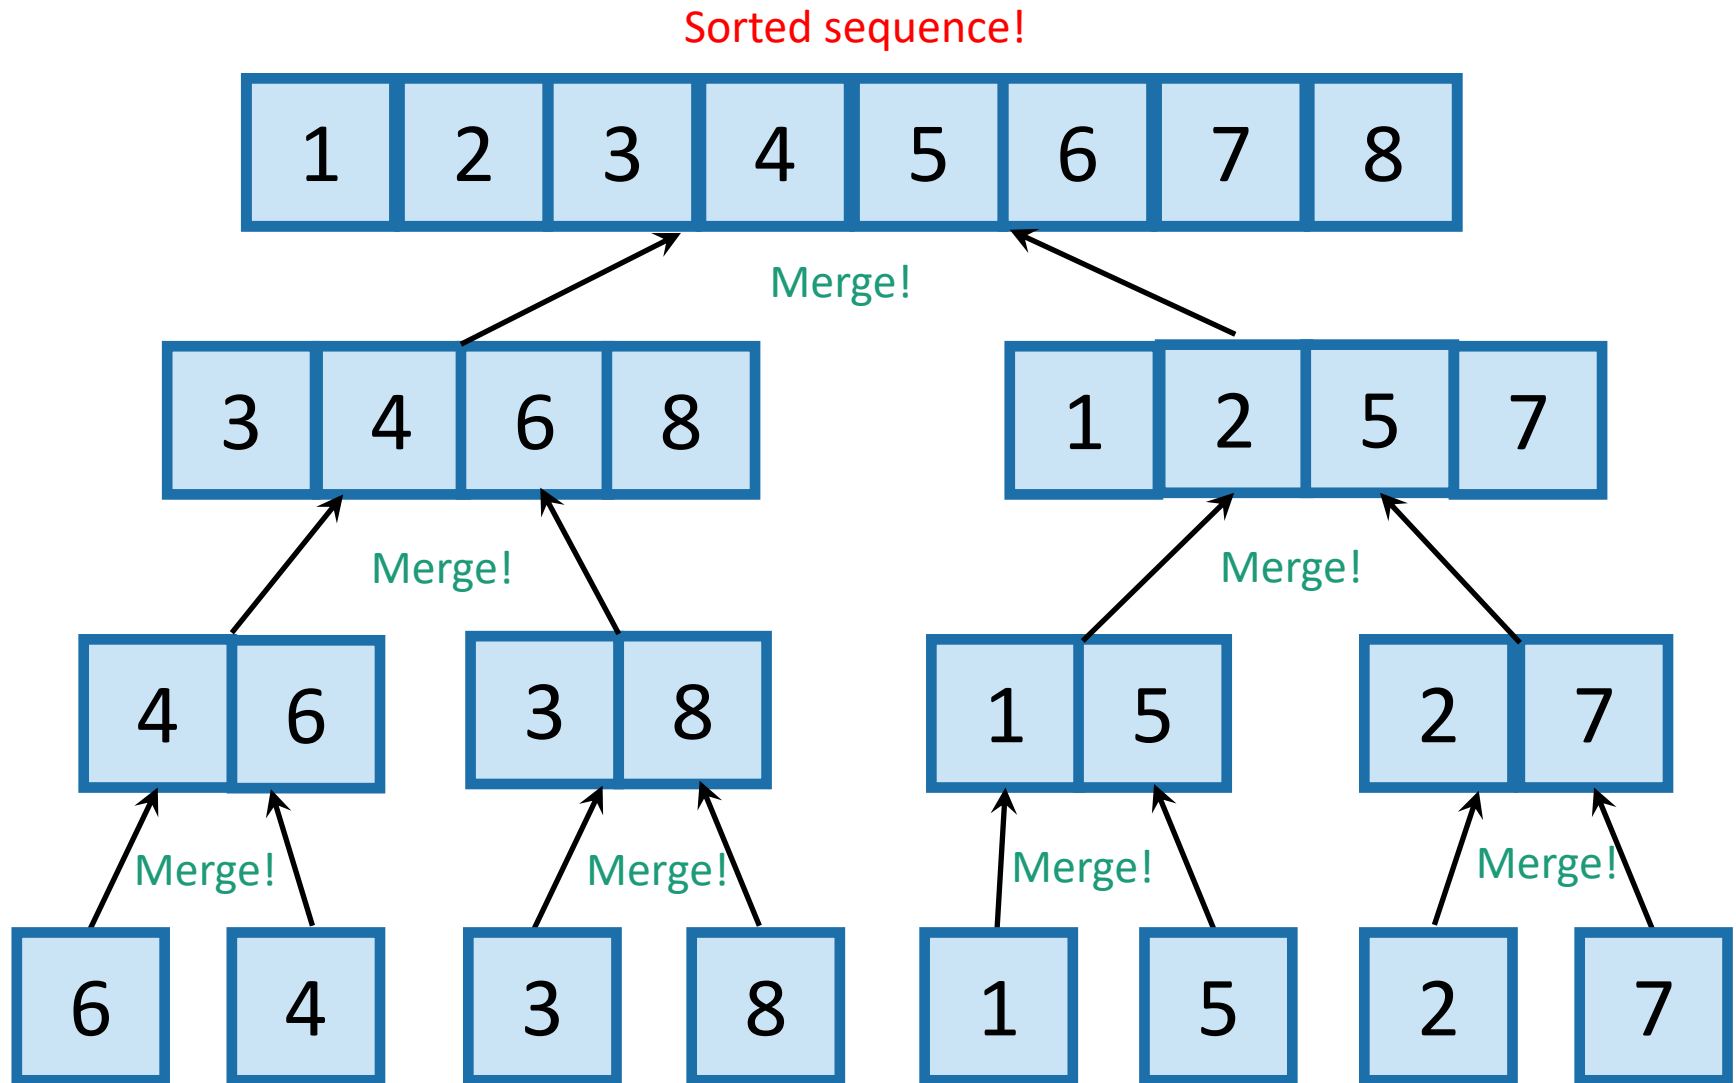 Sorted sequence!
1 2 3 4 5 6 7 8
Merge!
3 4 6 8 1 2 5 7
Merge! Merge!
4 6 3 8 1 5 2 7
Merge! Merge! Merge! Merge!
6 4 3 8 1 5 2 7